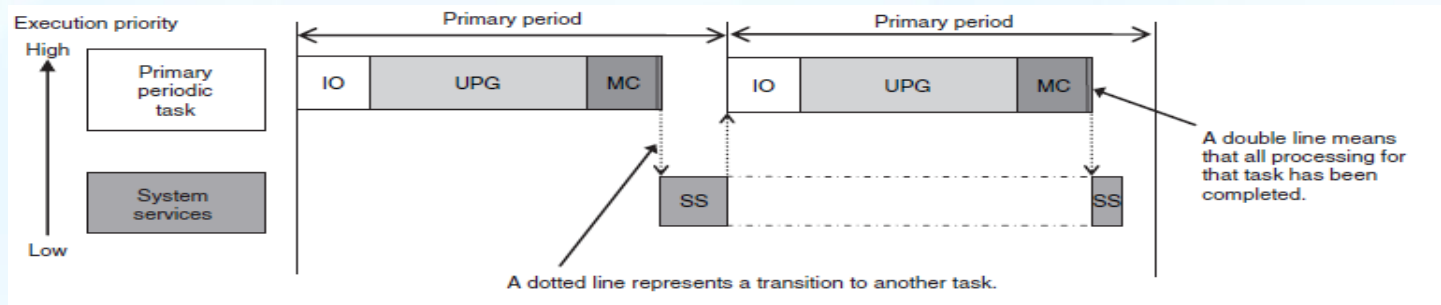 Execution priority
High
Primary
periodic
task
System
services
Low
Primary period
Primary period
IO
UPG
MC
IO
UPG
MC
SS
SS
A double line means
that all processing for
that task has been
completed.
A dotted line represents a transition to another task.